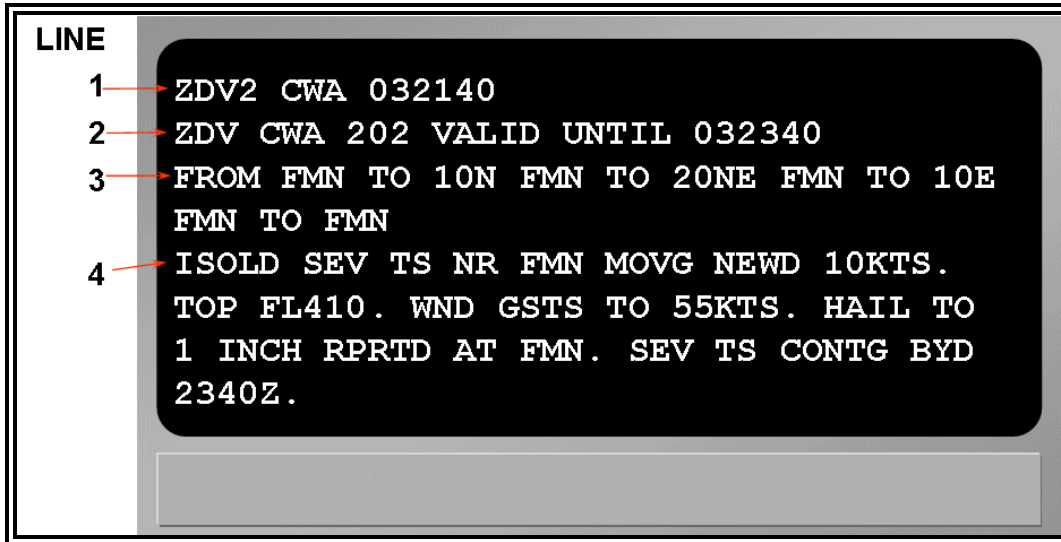 LINE
1 ZDV2 CWA 032140
2 ZDV CWA 202 VALID UNTIL 032340
3 FROM FMN TO 10N FMN TO 20NE FMN TO 10E
FMN TO FMN
4 ISOLD SEV TS NR FMN MOVG NEWD 10KTS.
TOP FL410. WND GSTS TO 55KTS. HAIL TO
1 INCH RPRTD AT FMN. SEV TS CONTG BYD
2340Z.